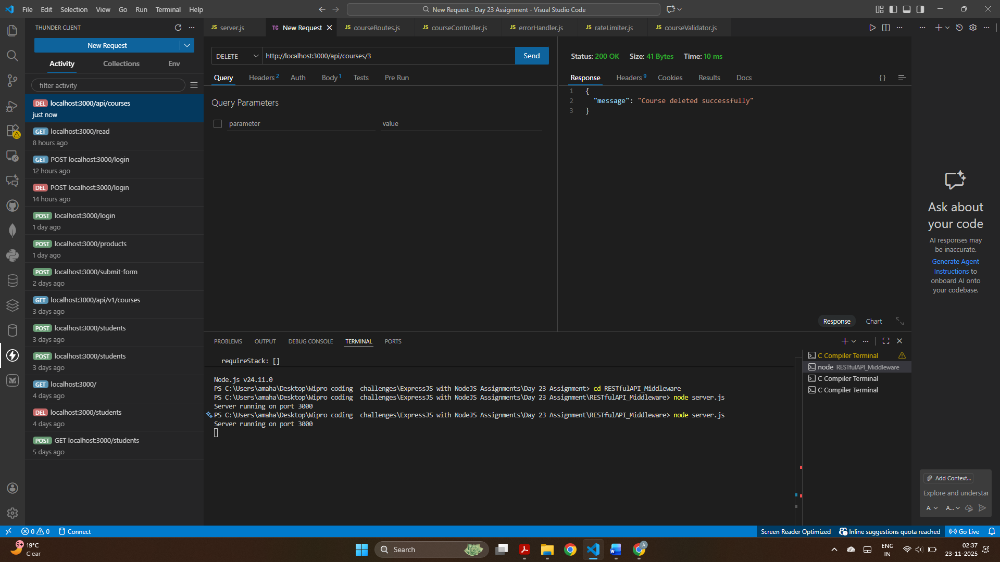 File Edit Selection View Go Run Terminal Help
New Request - Day 23 Assignment - Visual Studio Code
THUNDER CLIENT
New Request
Activity Collections Env
filter activity
DEL localhost:3000/api/courses
just now
GET localhost:3000/read
8 hours ago
GET POST localhost:3000/login
12 hours ago
DEL POST localhost:3000/login
14 hours ago
POST localhost:3000/login
1 day ago
POST localhost:3000/products
1 day ago
POST localhost:3000/submit-form
2 days ago
GET localhost:3000/api/v1/courses
3 days ago
POST localhost:3000/students
3 days ago
POST localhost:3000/students
3 days ago
GET localhost:3000/
4 days ago
DEL localhost:3000/students
4 days ago
POST GET localhost:3000/students
5 days ago
JS server.js TC New Request JS courseRoutes.js JS courseController.js JS errorHandler.js JS rateLimiter.js JS courseValidator.js
DELETE http://localhost:3000/api/courses/3 Send
Query Headers 2 Auth Body 1 Tests Pre Run
Query Parameters
parameter value
Status: 200 OK Size: 41 Bytes Time: 10 ms
Response Headers 9 Cookies Results Docs { }
1 {
2 "message": "Course deleted successfully"
3 }
Response Chart
PROBLEMS OUTPUT DEBUG CONSOLE TERMINAL PORTS
requireStack: []
Node.js v24.11.0
PS C:\Users\amaha\Desktop\Wipro coding  challenges\ExpressJS with NodeJS Assignments\Day 23 Assignment> cd RESTfulAPI_Middleware
PS C:\Users\amaha\Desktop\Wipro coding  challenges\ExpressJS with NodeJS Assignments\Day 23 Assignment\RESTfulAPI_Middleware> node server.js
Server running on port 3000
PS C:\Users\amaha\Desktop\Wipro coding  challenges\ExpressJS with NodeJS Assignments\Day 23 Assignment\RESTfulAPI_Middleware> node server.js
Server running on port 3000
C Compiler Terminal
node RESTfulAPI_Middleware
C Compiler Terminal
C Compiler Terminal
Ask about
your code
AI responses may
be inaccurate.
Generate Agent
Instructions to
onboard AI onto
your codebase.
Add Context...
Explore and understan
A. A...
0 0 Connect
Screen Reader Optimized Inline suggestions quota reached Go Live
9+ 19°C
Clear
Search
A
ENG
IN
02:37
23-11-2025